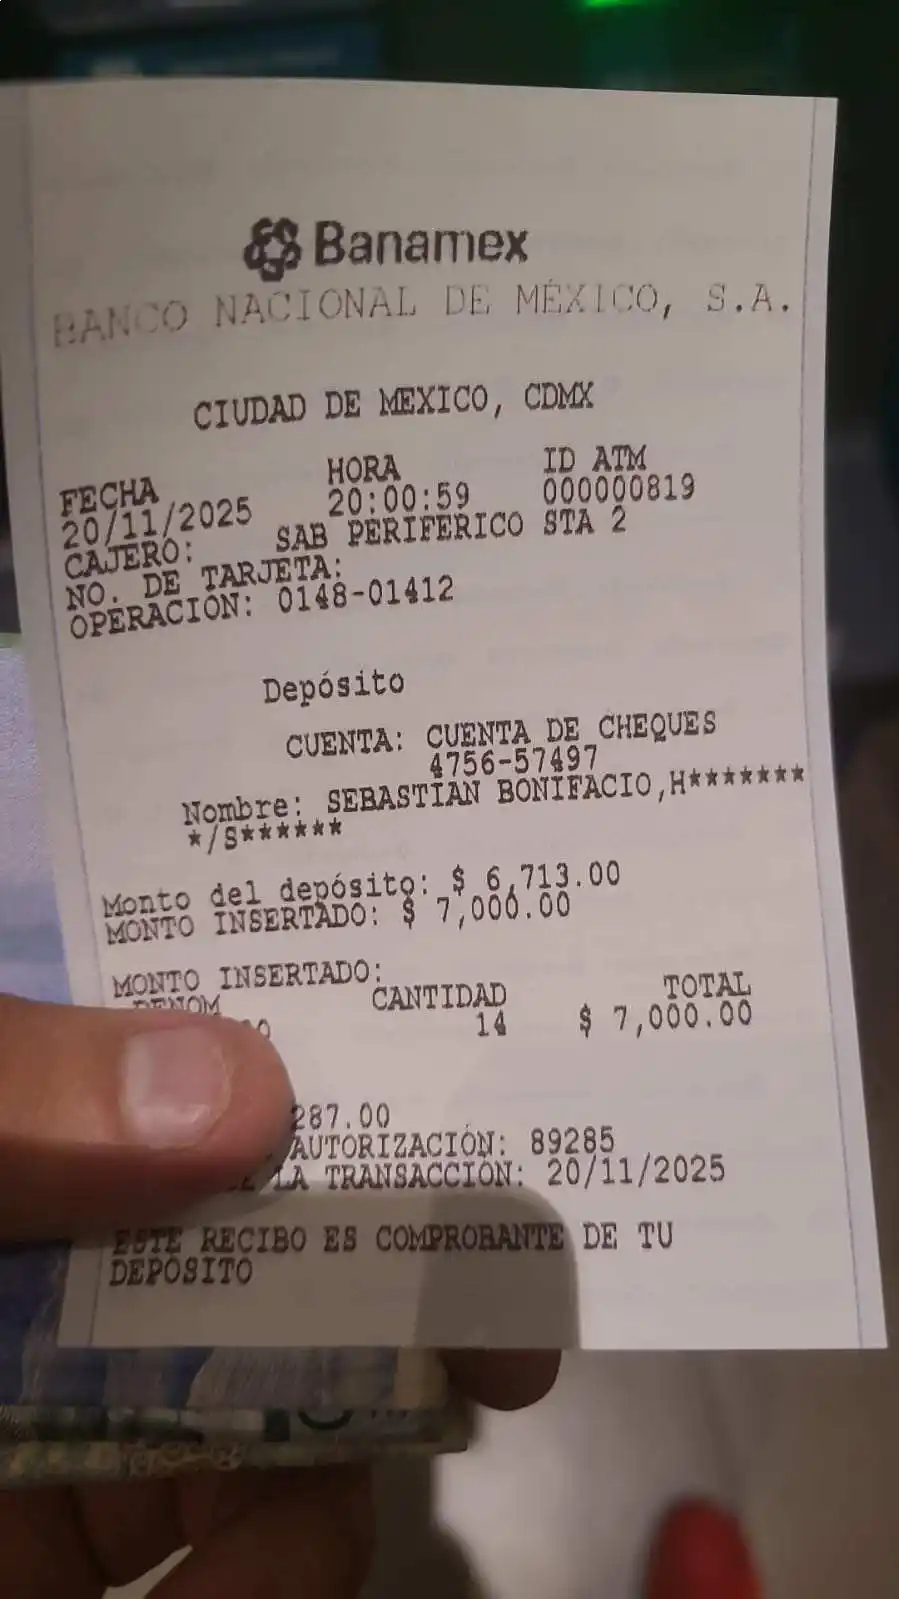 Banamex
BANCO NACIONAL DE MÉXICO, S.A.
CIUDAD DE MEXICO, CDMX
FECHA HORA ID ATM
20/11/2025 20:00:59 000000819
CAJERO: SAB PERIFERICO STA 2
NO. DE TARJETA:
OPERACIÓN: 0148-01412
Depósito
CUENTA: CUENTA DE CHEQUES
4756-57497
Nombre: SEBASTIAN BONIFACIO,H*******
*/S******
Monto del depósito: $ 6,713.00
MONTO INSERTADO: $ 7,000.00
MONTO INSERTADO:
DENOM CANTIDAD TOTAL
14 $ 7,000.00
287.00
AUTORIZACIÓN: 89285
LA TRANSACCIÓN: 20/11/2025
ESTE RECIBO ES COMPROBANTE DE TU
DEPÓSITO